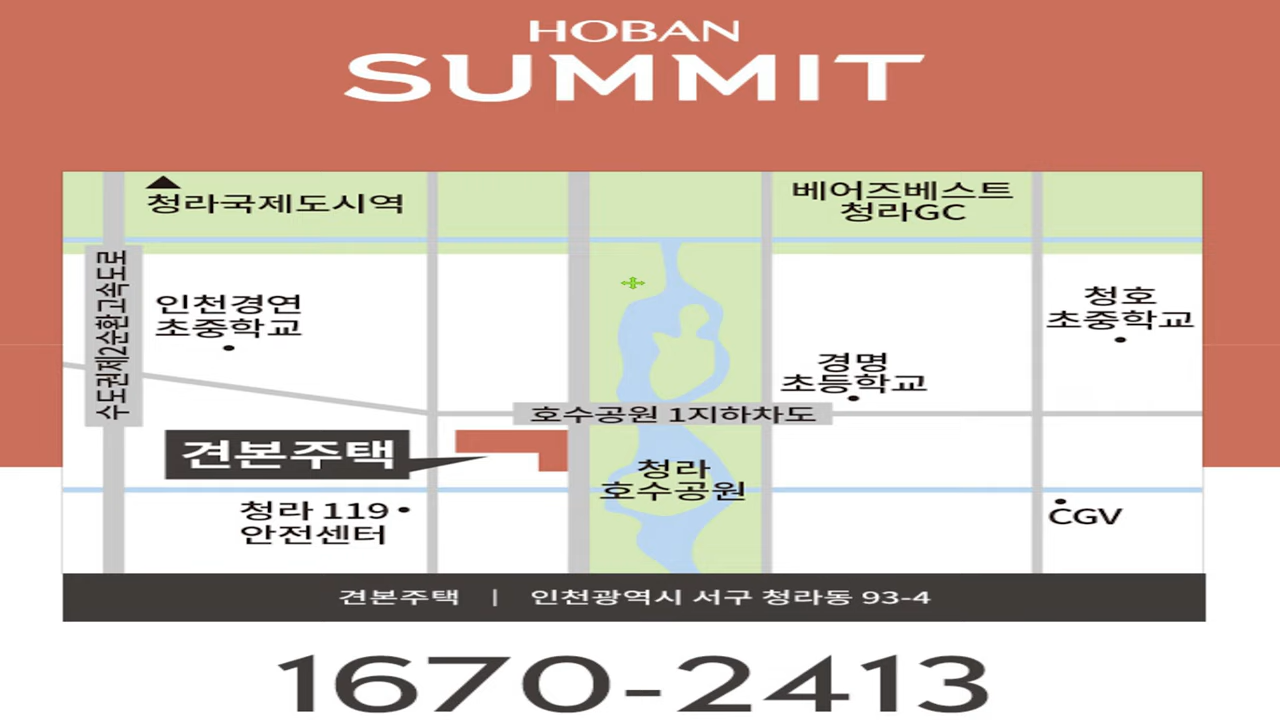 HOBAN
SUMMIT
청라국제도시역
베어즈베스트
청라GC
수도권제2순환고속도로
인천경연
초중학교
청호
초중학교
경명
초등학교
호수공원 1지하차도
견본주택
청라
호수공원
청라 119
안전센터
CGV
견본주택 | 인천광역시 서구 청라동 93-4
1670-2413